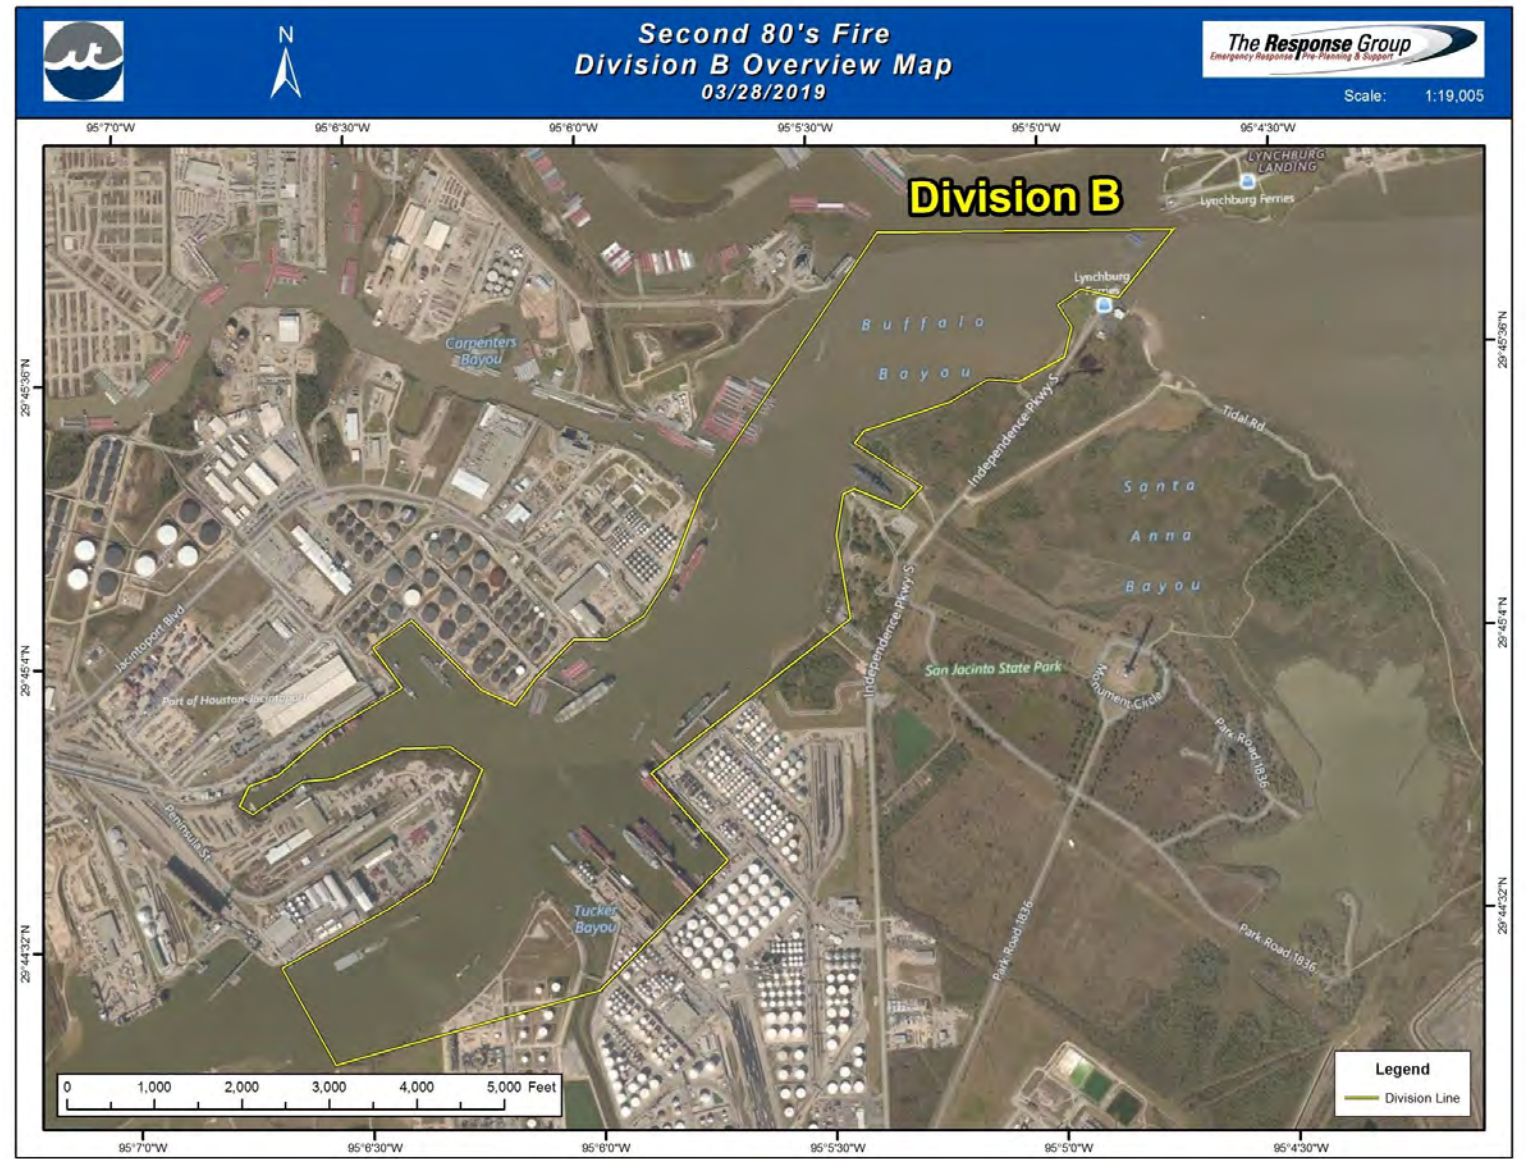 Second 80's Fire
Division B Overview Map
03/28/2019
N
The Response Group
Emergency Response Pre-Planning & Support
Scale: 1:19,005
95°7'0"W
95°6'30"W
95°6'0"W
95°5'30"W
95°5'0"W
95°4'30"W
LYNCHBURG
LANDING
Lynchburg Ferries
Division B
Lynchburg
Ferries
Buffalo
Bayou
Carpenters
Bayou
29°45'36"N
29°45'36"N
Independence Pkwy S
Tidal Rd
Santa
Anna
Bayou
Jacintoport Blvd
Independence Pkwy S
29°45'4"N
29°45'4"N
San Jacinto State Park
Monument Circle
Port of Houston-Jacintoport
Park Road 1836
Peninsula St
Tucker
Bayou
Park Road 1836
Park Road 1836
29°44'32"N
29°44'32"N
0 1,000 2,000 3,000 4,000 5,000 Feet
Legend
Division Line
95°7'0"W
95°6'30"W
95°6'0"W
95°5'30"W
95°5'0"W
95°4'30"W